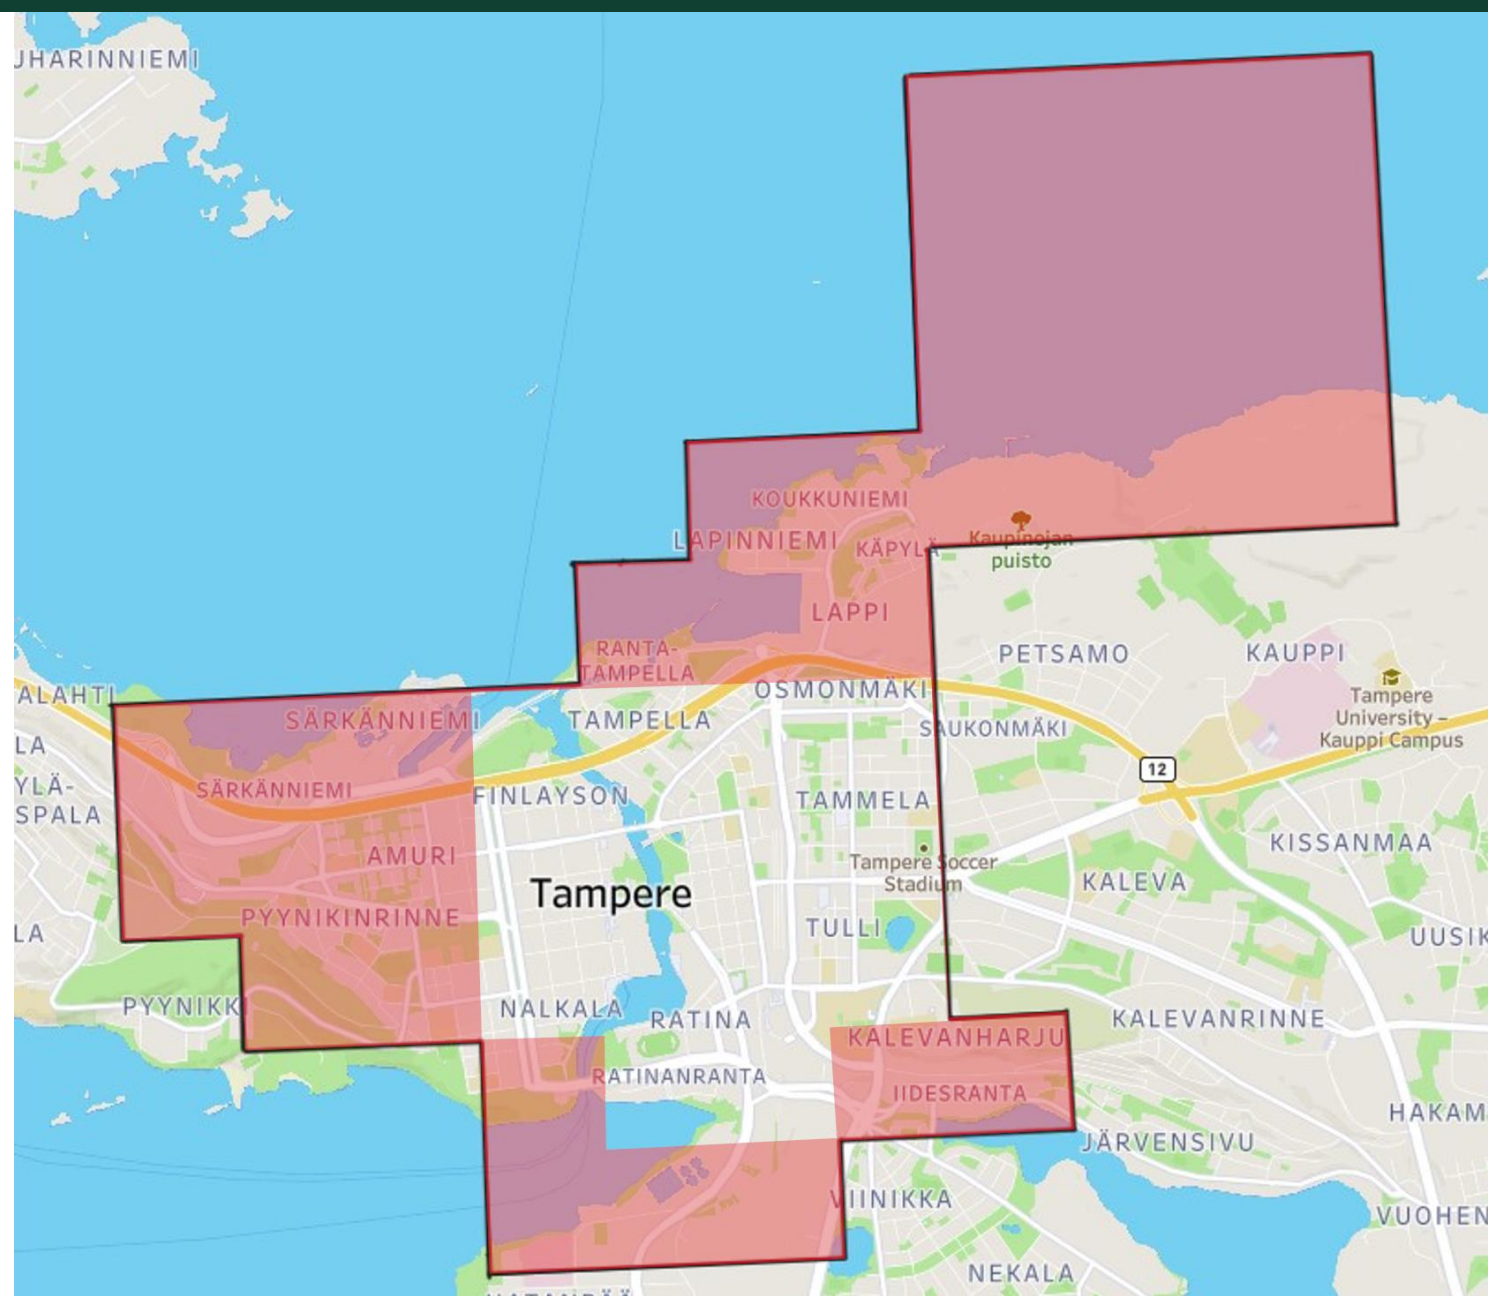 UHARINNIEMI
KOUKKUNIEMI
LAPINNIEMI
KÄPYLÄ
Kaupinojan
puisto
LAPPI
RANTA-
TAMPELLA
PETSAMO
KAUPPI
ALAHTI
SÄRKÄNNIEMI
TAMPELLA
OSMONMÄKI
SAUKONMÄKI
Tampere
University –
Kauppi Campus
LA
YLÄ-
SPALA
SÄRKÄNNIEMI
FINLAYSON
TAMMELA
12
AMURI
Tampere Soccer
Stadium
KALEVA
KISSANMAA
Tampere
PYYNIKINRINNE
TULLI
LA
UUSIK
PYYNIKKI
NALKALA
RATINA
KALEVANHARJU
KALEVANRINNE
RATINANRANTA
IIDESRANTA
HAKAM
JÄRVENSIVU
VIINIKKA
VUOHEN
NEKALA